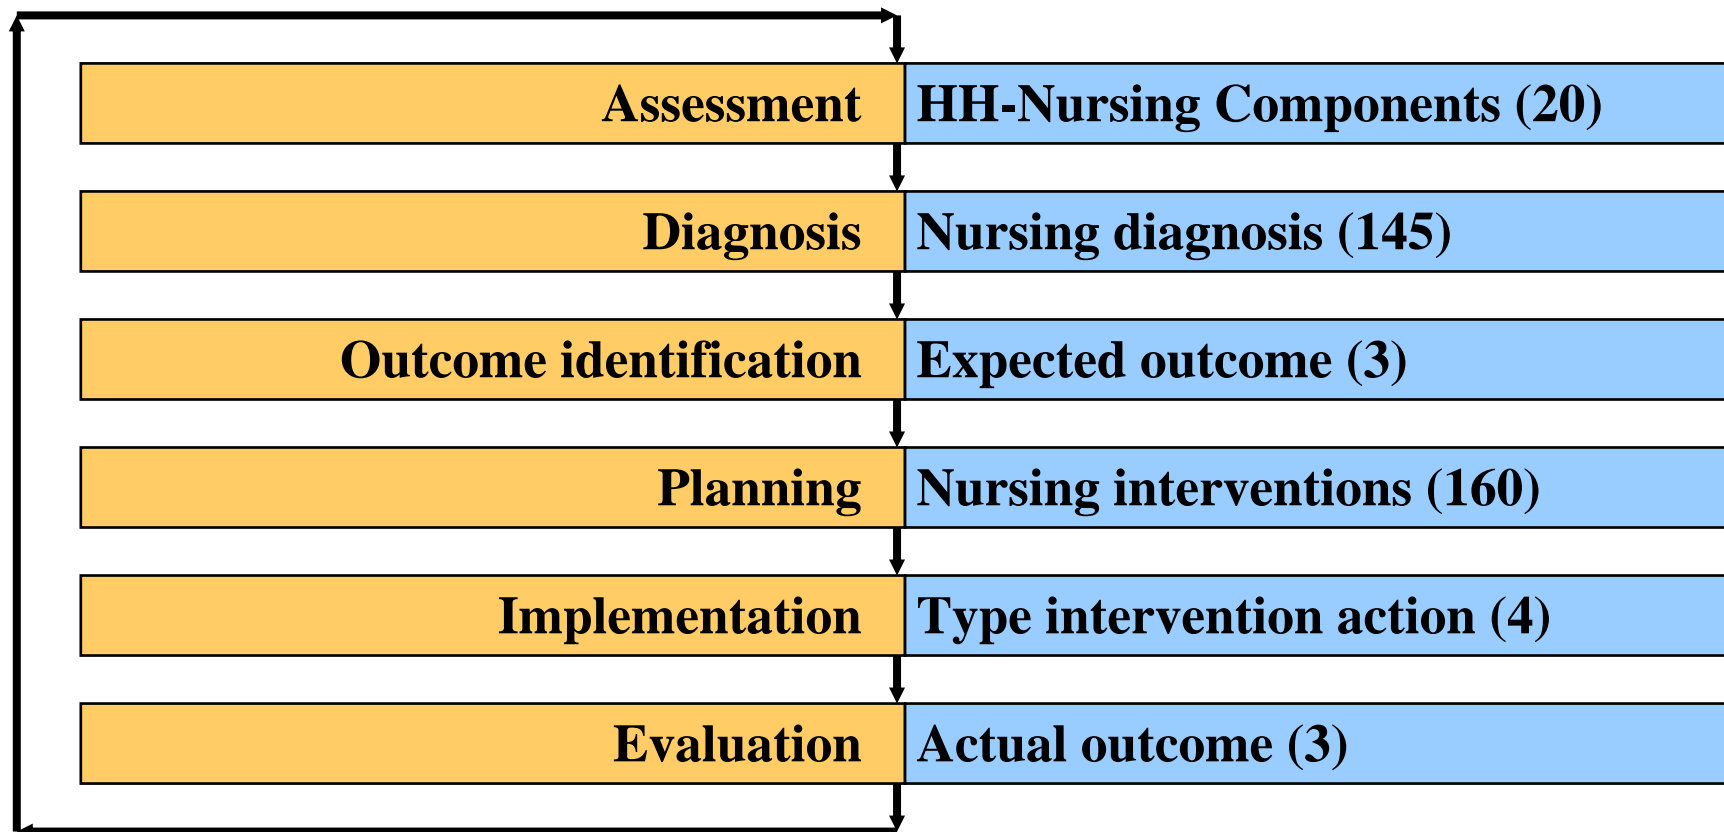 Assessment HH-Nursing Components (20)
Diagnosis Nursing diagnosis (145)
Outcome identification Expected outcome (3)
Planning Nursing interventions (160)
Implementation Type intervention action (4)
Evaluation Actual outcome (3)